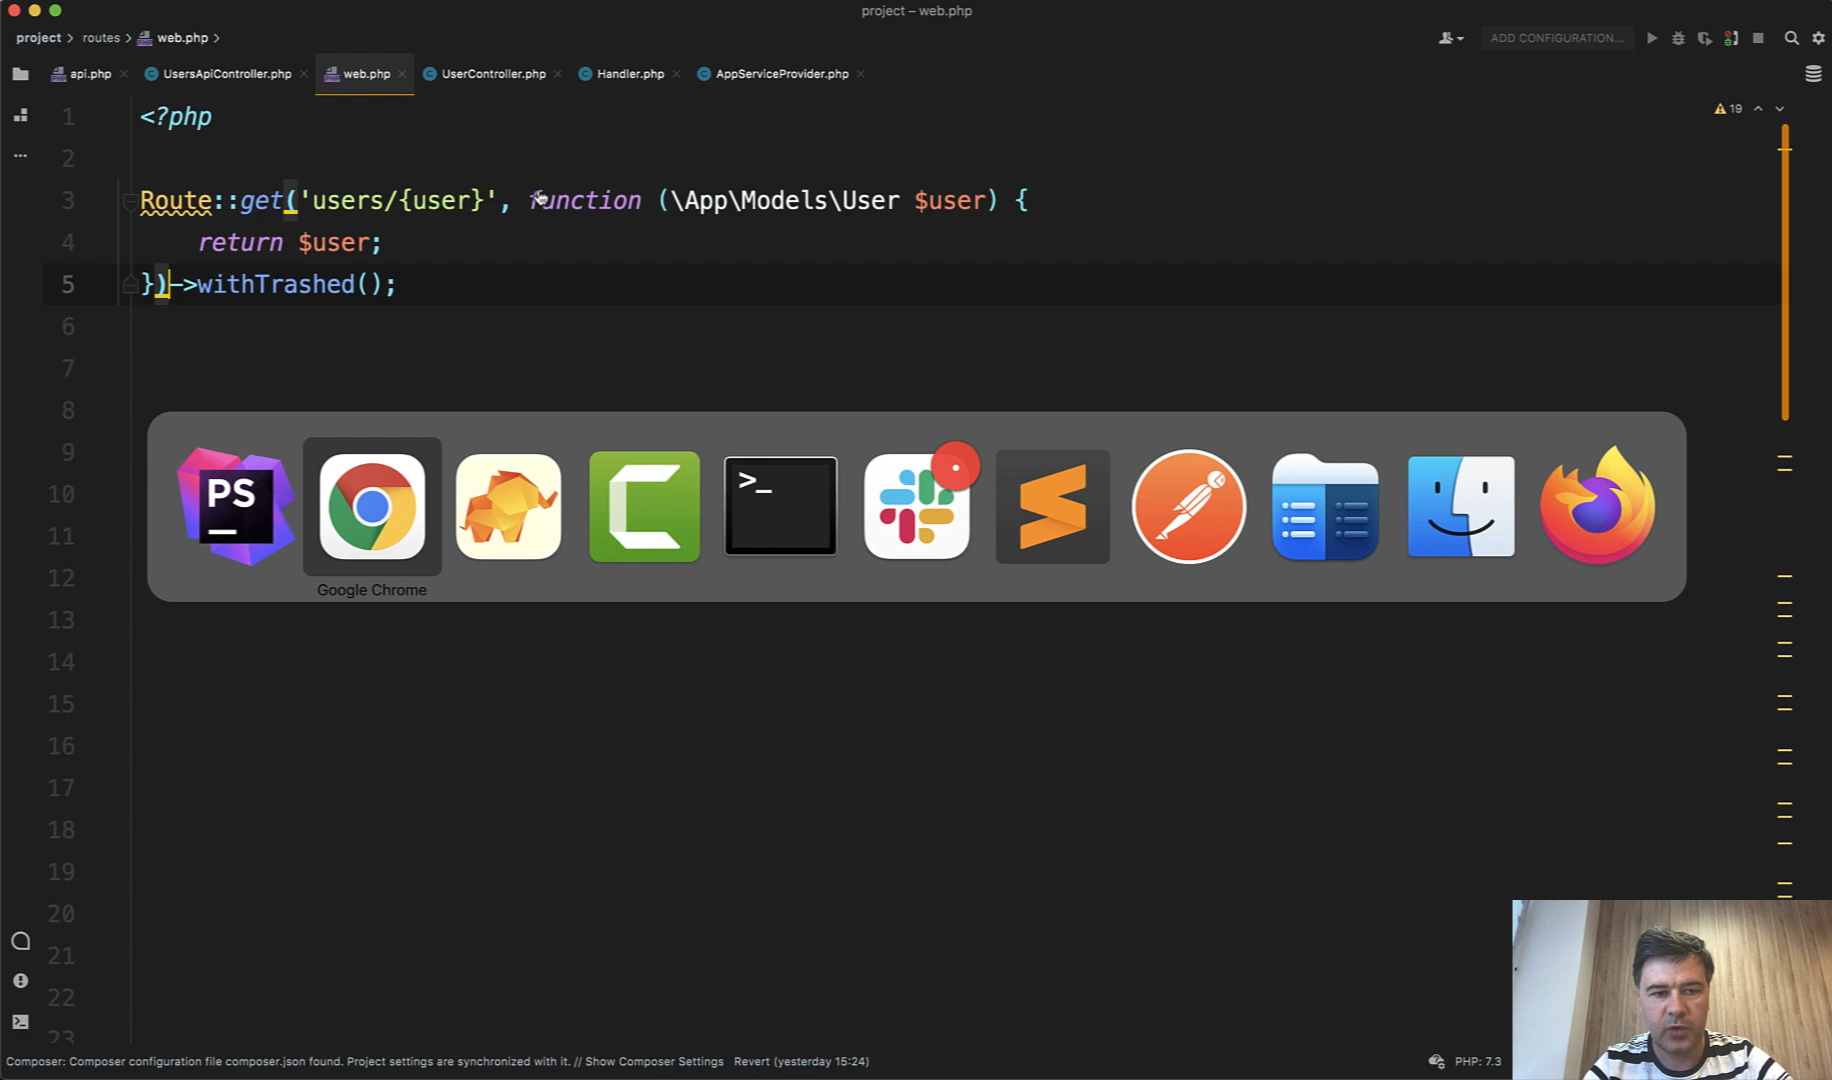 project – web.php
project > routes > web.php >
ADD CONFIGURATION...
api.php UsersApiController.php web.php UserController.php Handler.php AppServiceProvider.php
19
1 <?php
2
3 Route::get('users/{user}', function (\App\Models\User $user) {
4 return $user;
5 })->withTrashed();
6
7
8
9
10
11
12
13
14
15
16
17
18
19
20
21
22
23
PS
>_
Google Chrome
Composer: Composer configuration file composer.json found. Project settings are synchronized with it. // Show Composer Settings Revert (yesterday 15:24)
PHP: 7.3